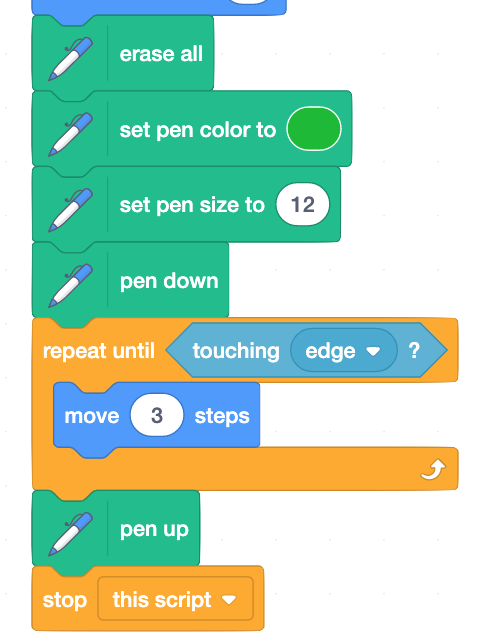 erase all
set pen color to
set pen size to 12
pen down
repeat until touching edge ?
move 3 steps
pen up
stop this script